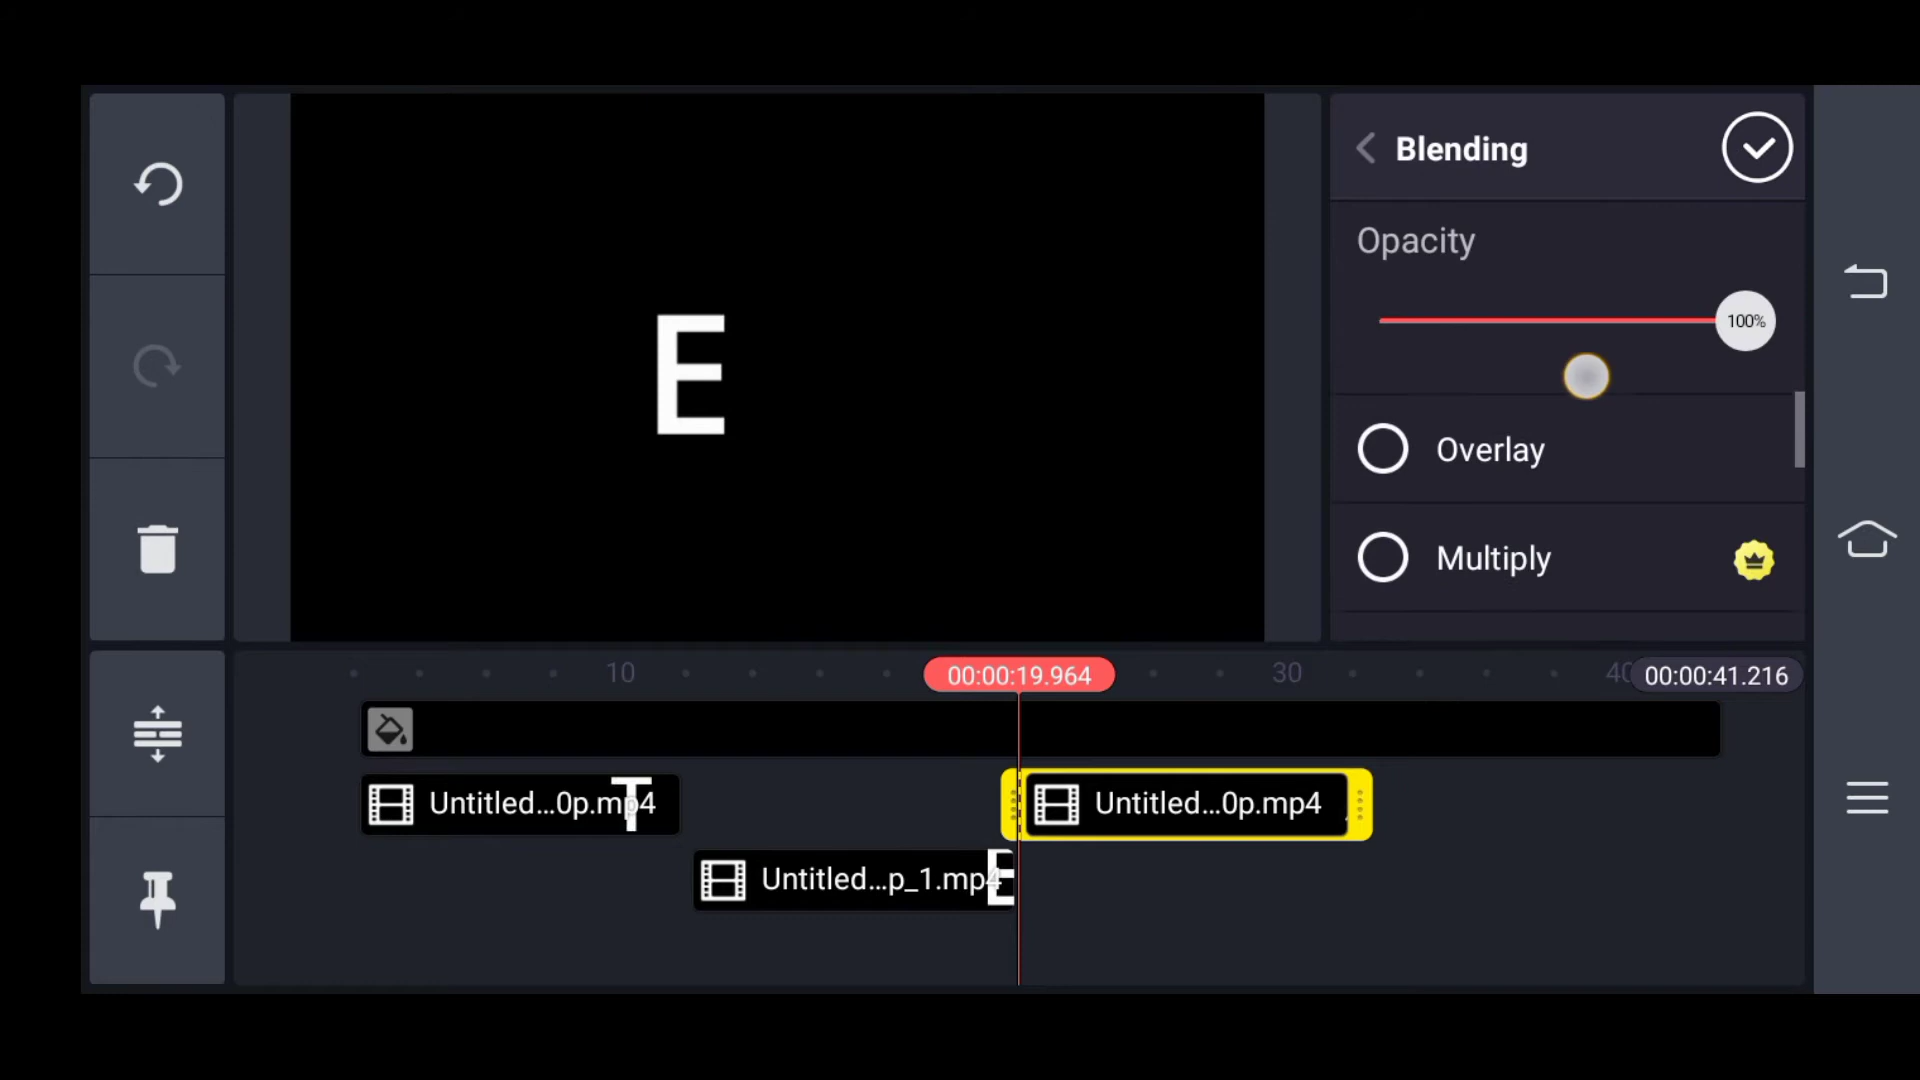 Blending
Opacity
100%
E
Overlay
Multiply
10
00:00:19.964
30
40
00:00:41.216
Untitled...0p.mp4
T
Untitled...0p.mp4
Untitled...p_1.mp4
E